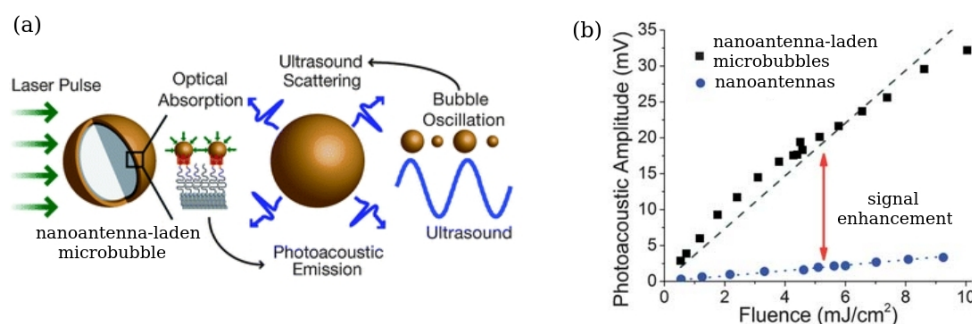 (a)
Laser Pulse
Optical
Absorption
Ultrasound
Scattering
Bubble
Oscillation
nanoantenna-laden
microbubble
Photoacoustic
Emission
Ultrasound
(b)
Photoacoustic Amplitude (mV)
35
30
25
20
15
10
5
0
nanoantenna-laden
microbubbles
nanoantennas
signal
enhancement
0 2 4 6 8 10
Fluence (mJ/cm²)